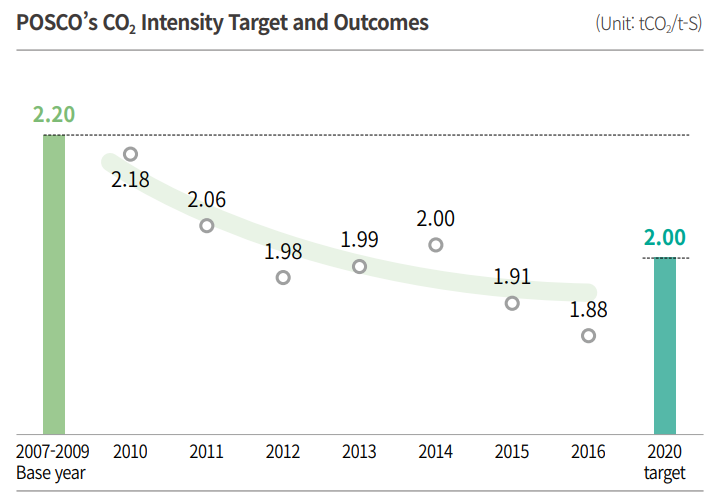 POSCO’s CO₂ Intensity Target and Outcomes
(Unit: tCO₂/t-S)
2.20
2.18
2.06
1.98
1.99
2.00
1.91
1.88
2.00
2007-2009 2010 2011 2012 2013 2014 2015 2016 2020
Base year target